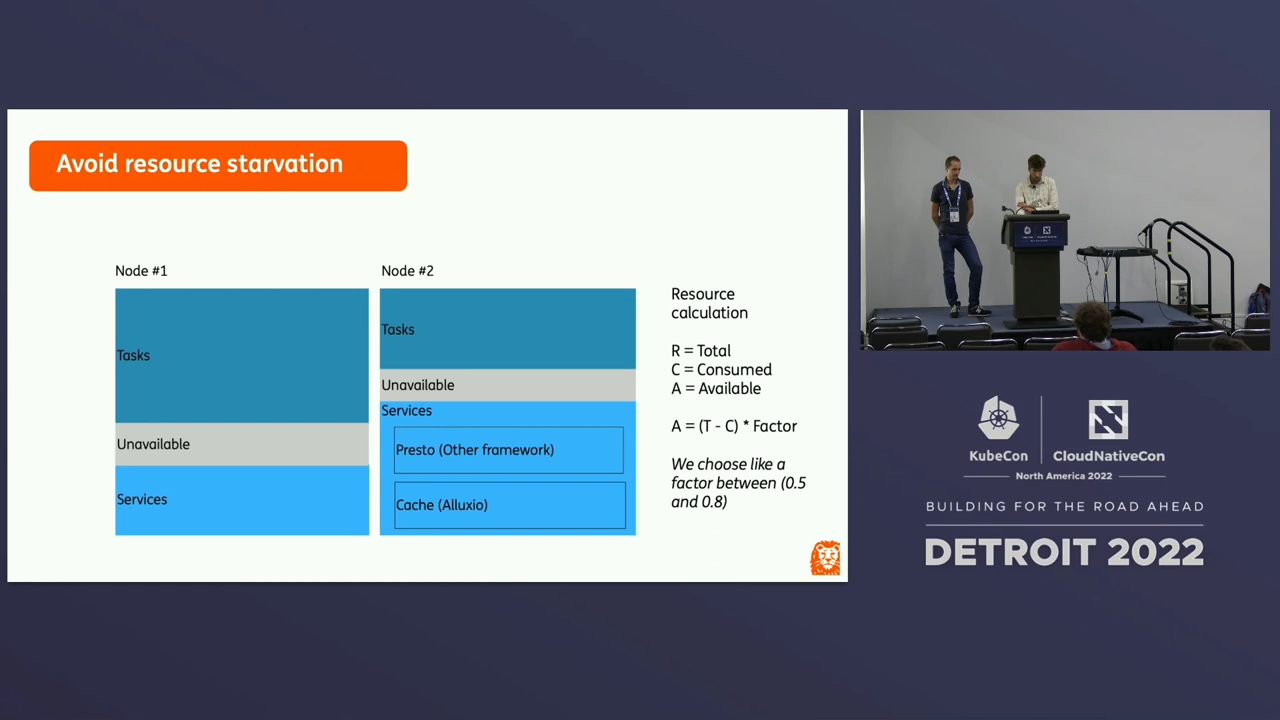 Avoid resource starvation
Node #1
Tasks
Unavailable
Services
Node #2
Tasks
Unavailable
Services
Presto (Other framework)
Cache (Alluxio)
Resource
calculation
R = Total
C = Consumed
A = Available
A = (T - C) * Factor
We choose like a
factor between (0.5
and 0.8)
KubeCon
CloudNativeCon
North America 2022
BUILDING FOR THE ROAD AHEAD
DETROIT 2022